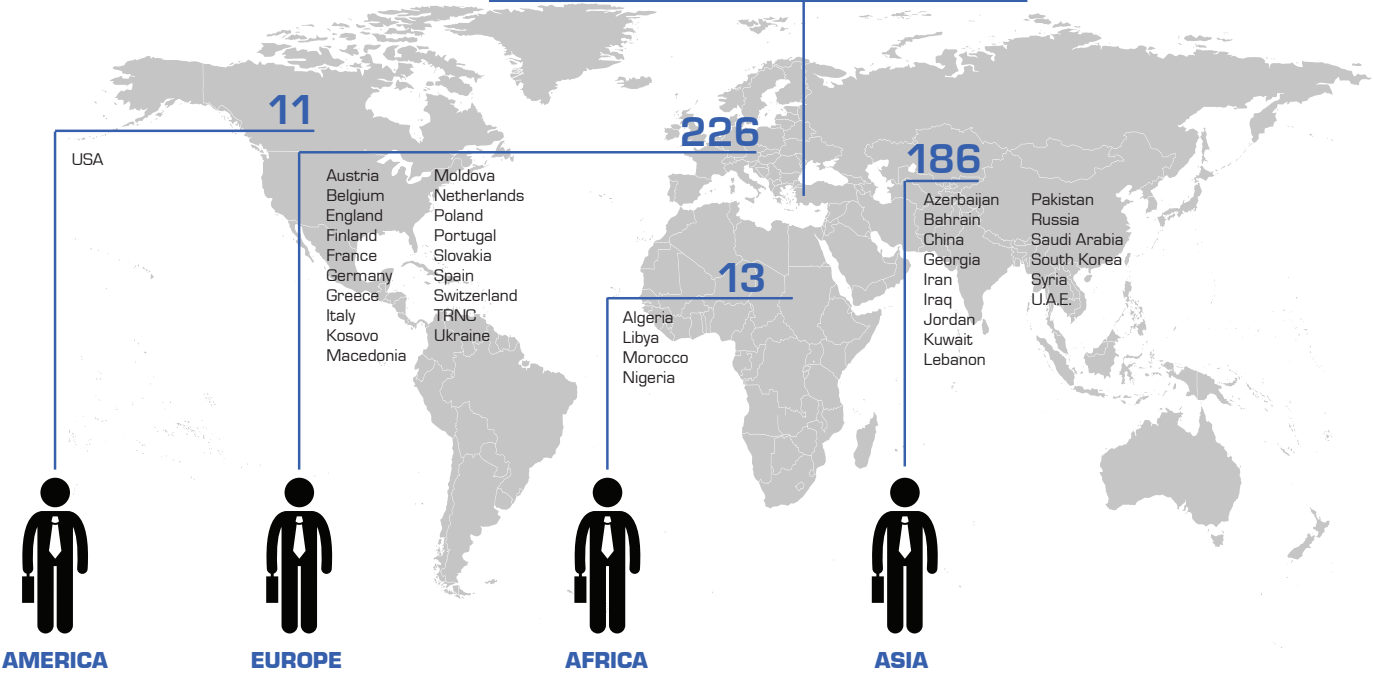 11
USA
226
Austria
Belgium
England
Finland
France
Germany
Greece
Italy
Kosovo
Macedonia
Moldova
Netherlands
Poland
Portugal
Slovakia
Spain
Switzerland
TRNC
Ukraine
13
Algeria
Libya
Morocco
Nigeria
186
Azerbaijan
Bahrain
China
Georgia
Iran
Iraq
Jordan
Kuwait
Lebanon
Pakistan
Russia
Saudi Arabia
South Korea
Syria
U.A.E.
AMERICA
EUROPE
AFRICA
ASIA